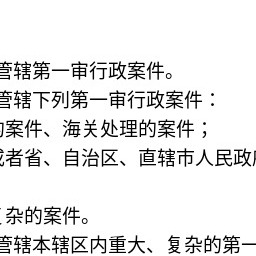 管辖第一审行政案件。
管辖下列第一审行政案件：
的案件、海关处理的案件；
或者省、自治区、直辖市人民政府
复杂的案件。
管辖本辖区内重大、复杂的第一